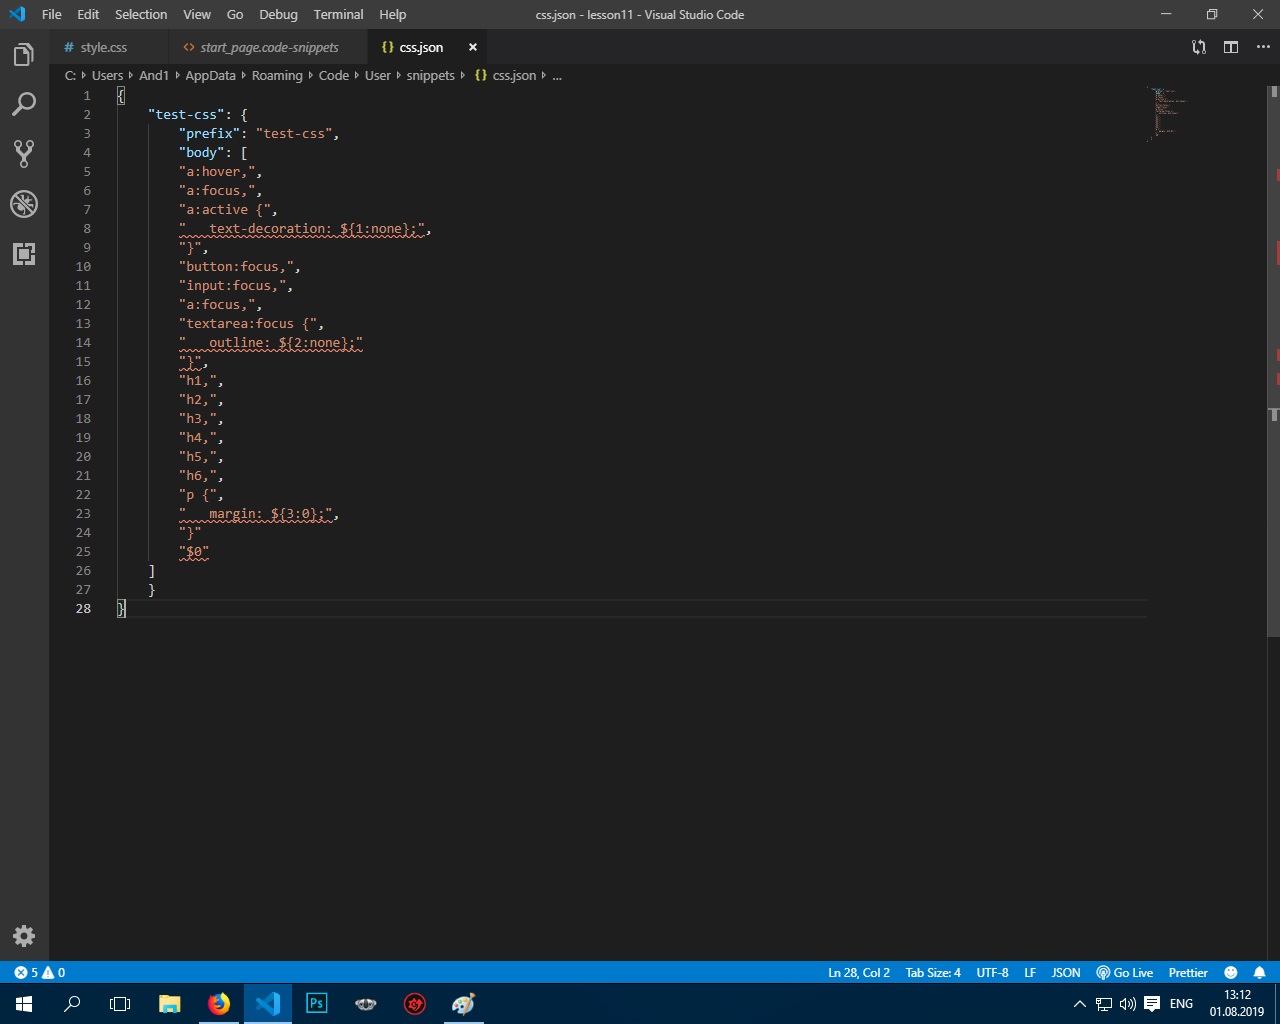 File Edit Selection View Go Debug Terminal Help css.json - lesson11 - Visual Studio Code
# style.css <> start_page.code-snippets {} css.json ×
C: Users And1 AppData Roaming Code User snippets {} css.json ...
1 {
2 "test-css": {
3 "prefix": "test-css",
4 "body": [
5 "a:hover,",
6 "a:focus,",
7 "a:active {",
8 "   text-decoration: ${1:none};",
9 "}",
10 "button:focus,",
11 "input:focus,",
12 "a:focus,",
13 "textarea:focus {",
14 "   outline: ${2:none};"
15 "}",
16 "h1,",
17 "h2,",
18 "h3,",
19 "h4,",
20 "h5,",
21 "h6,",
22 "p {",
23 "   margin: ${3:0};",
24 "}"
25 "$0"
26 ]
27 }
28 }
5 0 Ln 28, Col 2 Tab Size: 4 UTF-8 LF JSON Go Live Prettier
Ps ENG 13:12
01.08.2019